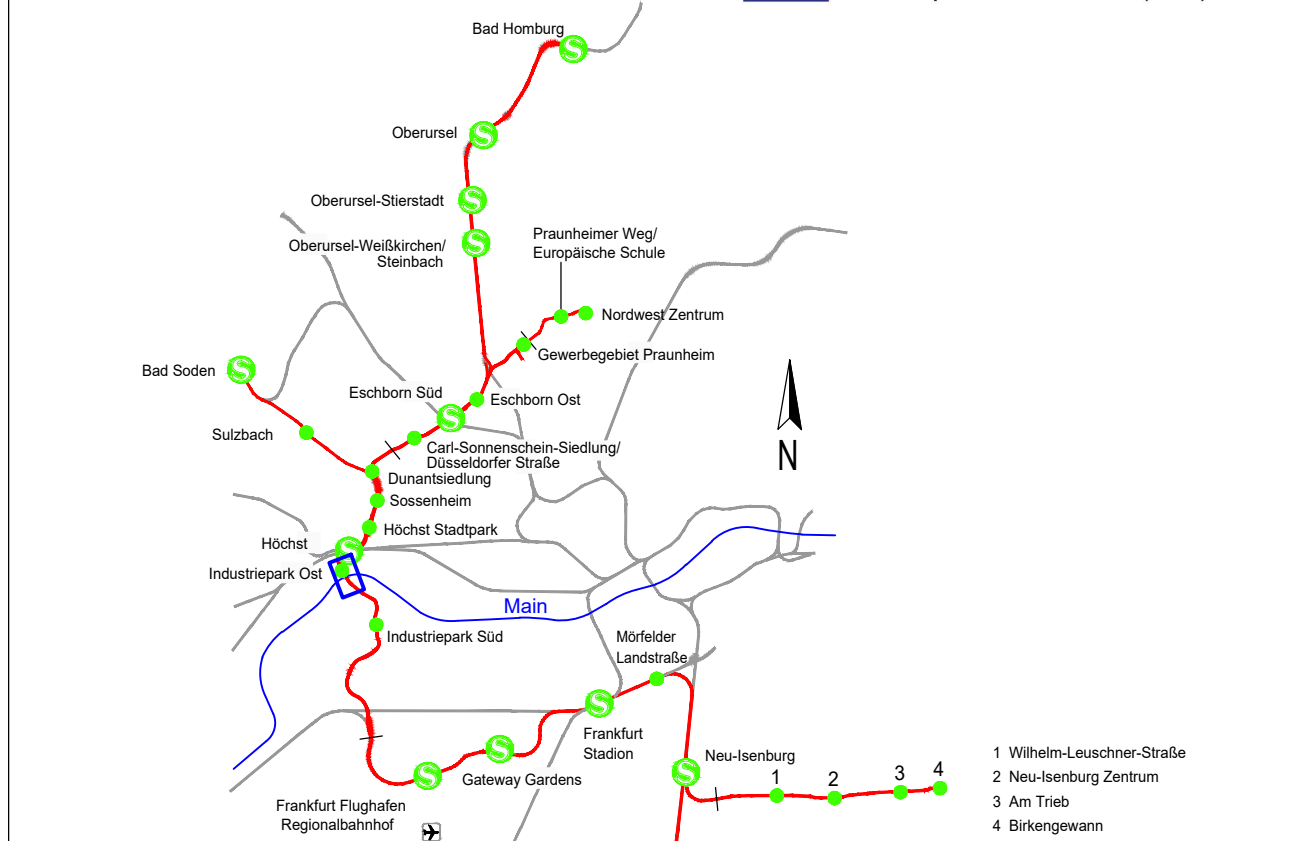 Bad Homburg
Oberursel
Oberursel-Stierstadt
Oberursel-Weißkirchen/
Steinbach
Praunheimer Weg/
Europäische Schule
Nordwest Zentrum
Gewerbegebiet Praunheim
Bad Soden
Eschborn Süd
Eschborn Ost
Sulzbach
Carl-Sonnenschein-Siedlung/
Düsseldorfer Straße
Dunantsiedlung
Sossenheim
Höchst Stadtpark
Höchst
Industriepark Ost
N
Main
Industriepark Süd
Mörfelder
Landstraße
Frankfurt
Stadion
Neu-Isenburg
Gateway Gardens
Frankfurt Flughafen
Regionalbahnhof
1
2
3
4
1 Wilhelm-Leuschner-Straße
2 Neu-Isenburg Zentrum
3 Am Trieb
4 Birkengewann
S
S
S
S
S
S
S
S
S
S
S